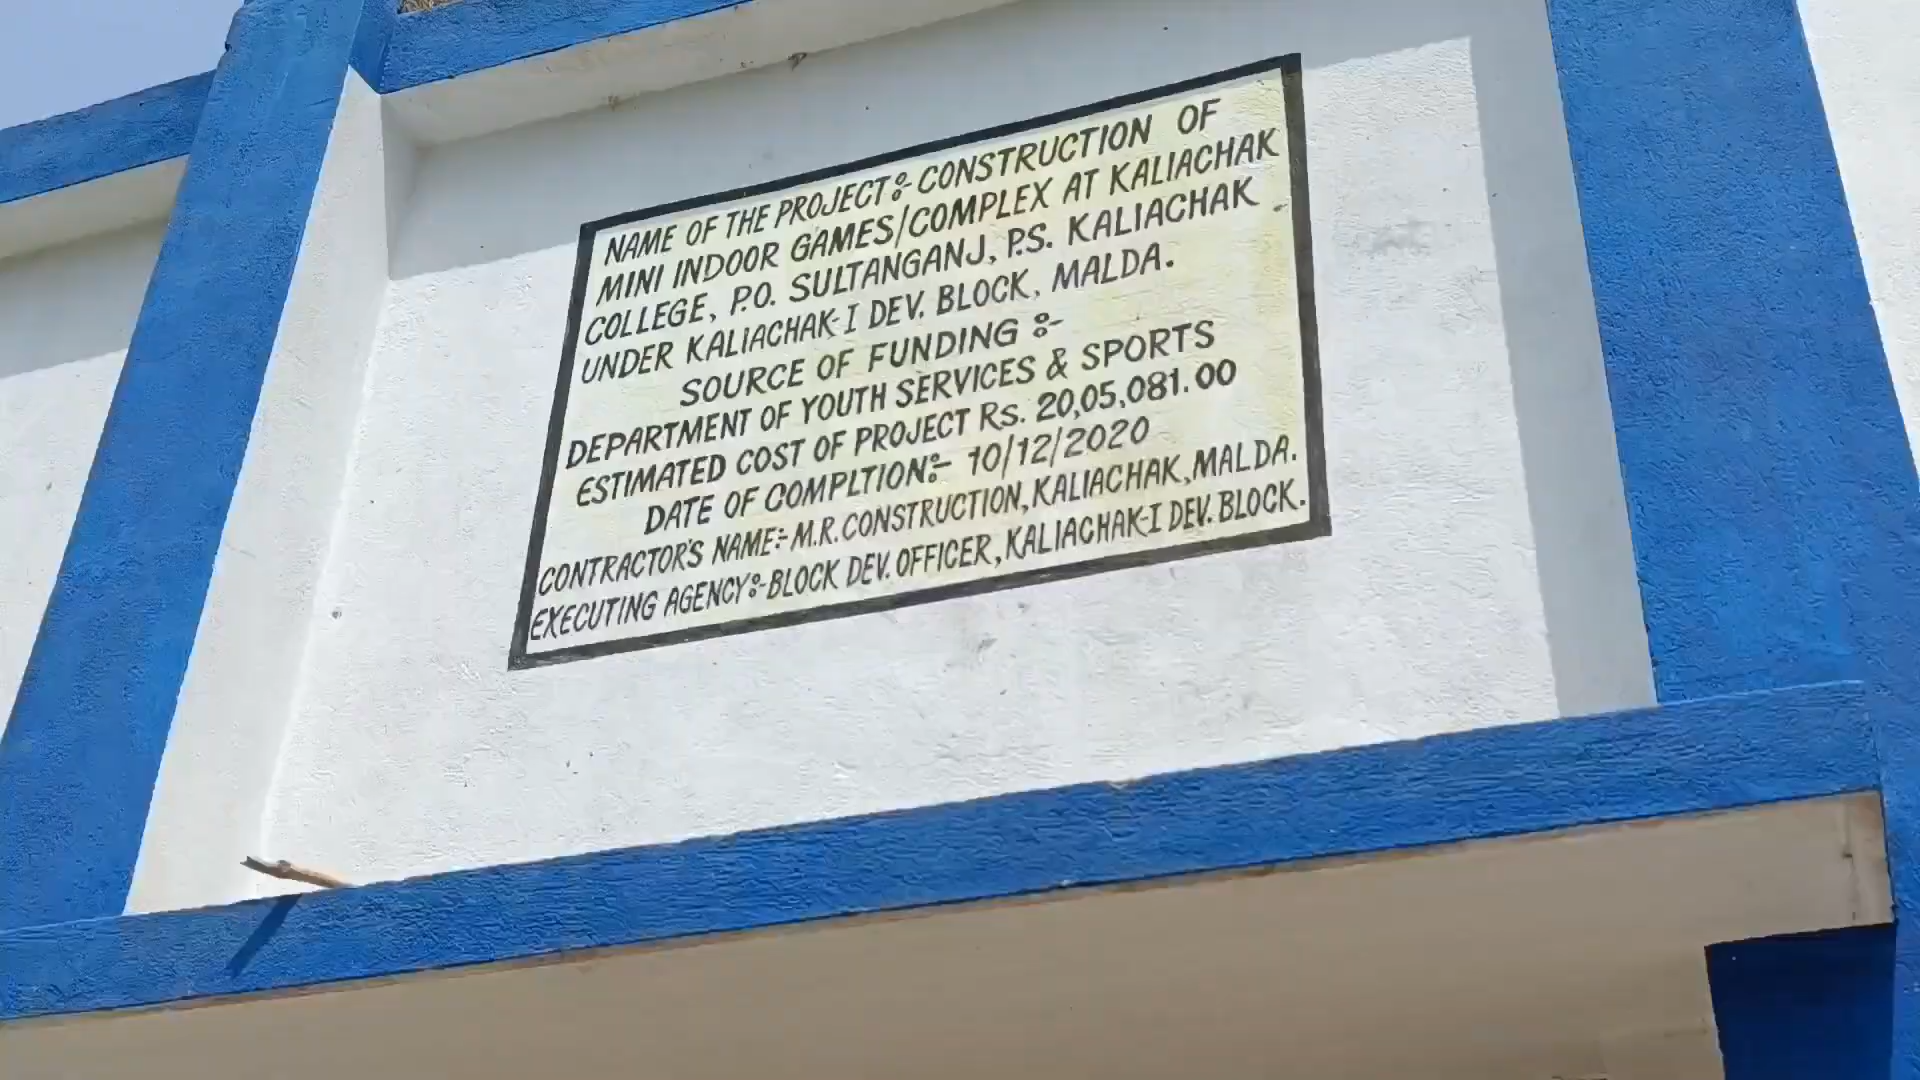 NAME OF THE PROJECT:- CONSTRUCTION OF
MINI INDOOR GAMES/COMPLEX AT KALIACHAK
COLLEGE, P.O. SULTANGANJ, P.S. KALIACHAK
UNDER KALIACHAK-I DEV. BLOCK, MALDA.
SOURCE OF FUNDING :-
DEPARTMENT OF YOUTH SERVICES & SPORTS
ESTIMATED COST OF PROJECT Rs. 20,05,081.00
DATE OF COMPLTION:- 10/12/2020
CONTRACTOR'S NAME:- M.R. CONSTRUCTION, KALIACHAK, MALDA.
EXECUTING AGENCY:- BLOCK DEV. OFFICER, KALIACHAK-I DEV. BLOCK.